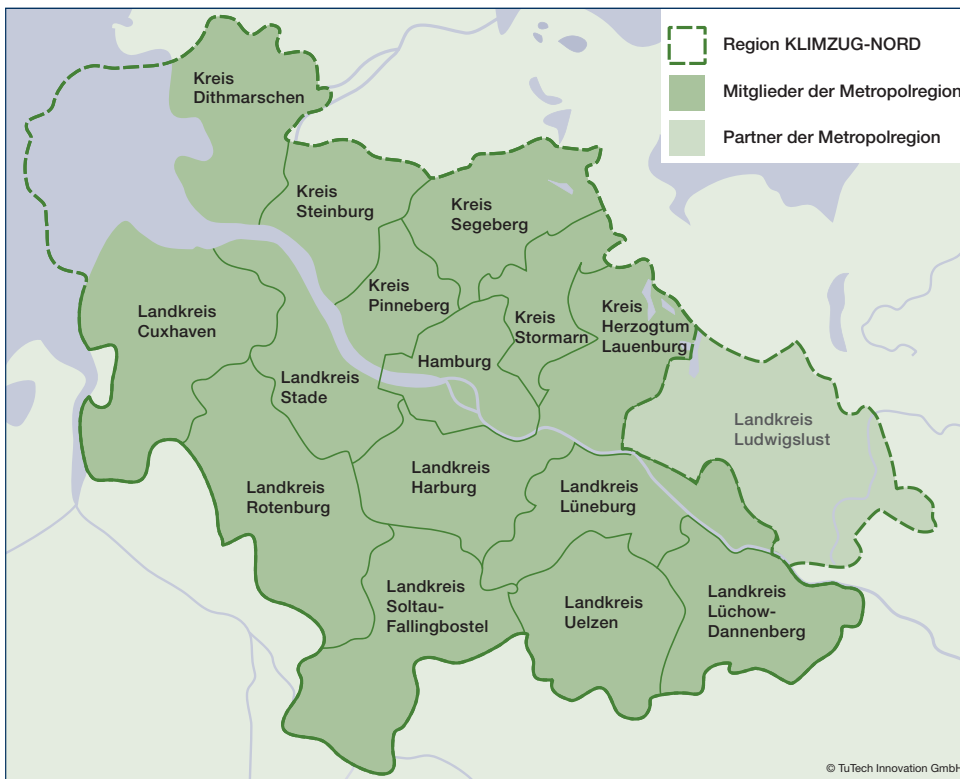 Region KLIMZUG-NORD
Mitglieder der Metropolregion
Partner der Metropolregion
Kreis
Dithmarschen
Kreis
Steinburg
Kreis
Segeberg
Kreis
Pinneberg
Landkreis
Cuxhaven
Kreis
Stormarn
Kreis
Herzogtum
Lauenburg
Hamburg
Landkreis
Stade
Landkreis
Ludwigslust
Landkreis
Harburg
Landkreis
Rotenburg
Landkreis
Lüneburg
Landkreis
Soltau-
Fallingbostel
Landkreis
Uelzen
Landkreis
Lüchow-
Dannenberg
© TuTech Innovation GmbH